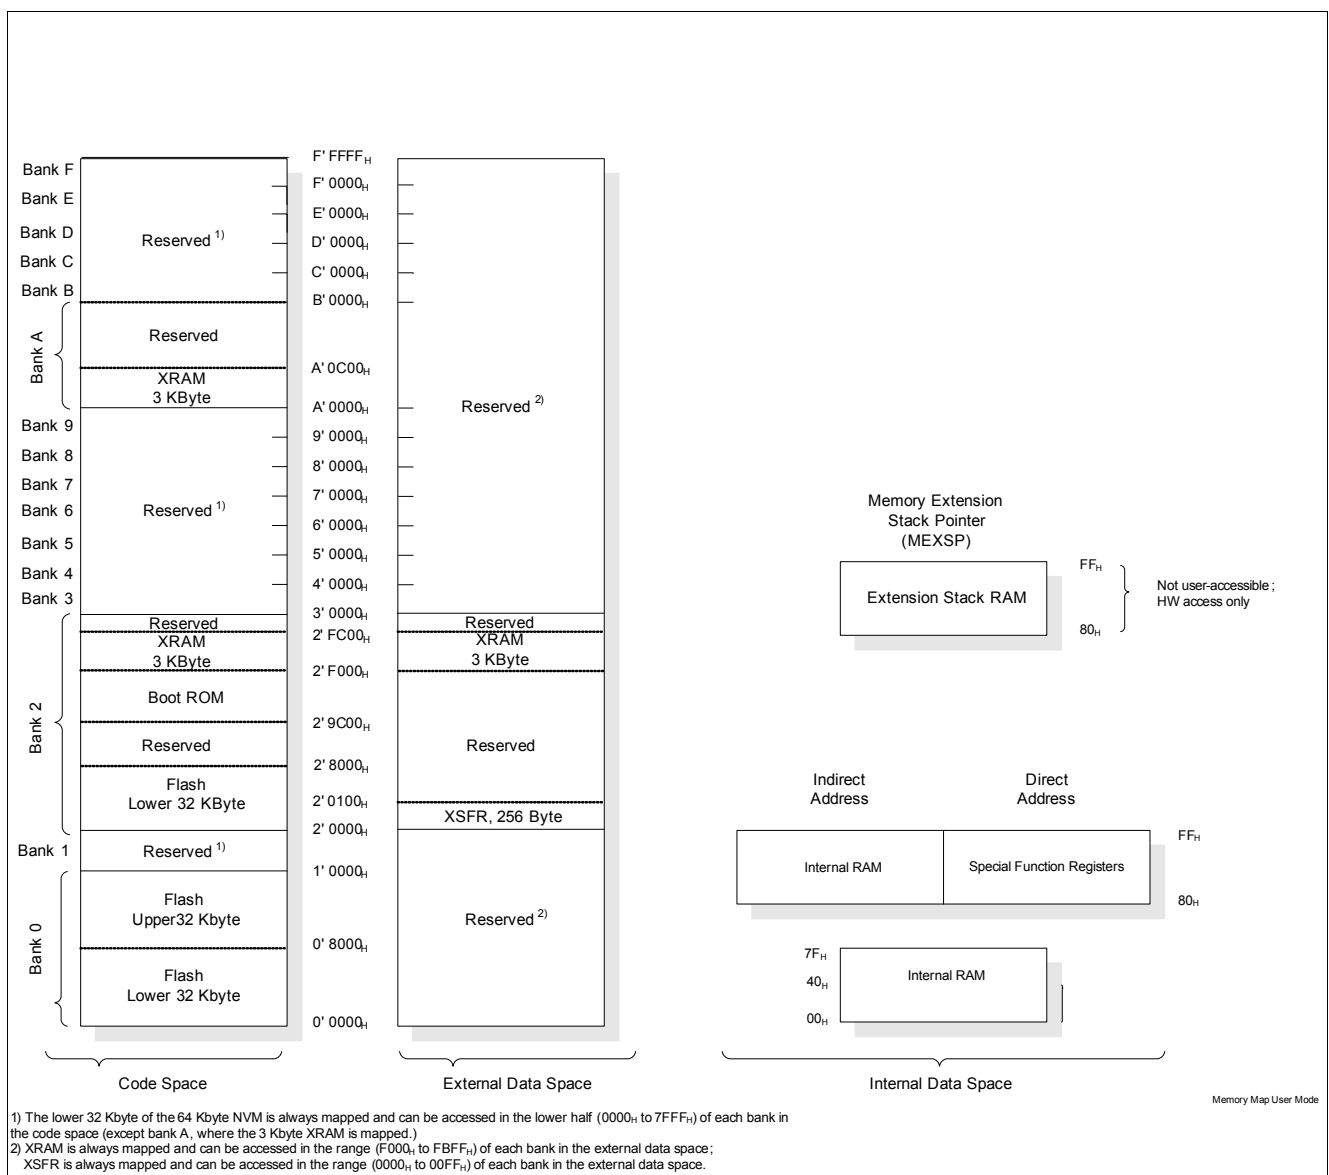 Bank F
Bank E
Bank D
Bank C
Bank B
Bank A
Bank 9
Bank 8
Bank 7
Bank 6
Bank 5
Bank 4
Bank 3
Bank 2
Bank 1
Bank 0
Reserved 1)
Reserved
XRAM
3 KByte
Reserved 1)
Reserved
XRAM
3 KByte
Boot ROM
Reserved
Flash
Lower 32 KByte
Reserved 1)
Flash
Upper32 Kbyte
Flash
Lower 32 Kbyte
Code Space
F' FFFFH
F' 0000H
E' 0000H
D' 0000H
C' 0000H
B' 0000H
A' 0C00H
A' 0000H
9' 0000H
8' 0000H
7' 0000H
6' 0000H
5' 0000H
4' 0000H
3' 0000H
2' FC00H
2' F000H
2' 9C00H
2' 8000H
2' 0100H
2' 0000H
1' 0000H
0' 8000H
0' 0000H
Reserved 2)
Reserved
XRAM
3 KByte
Reserved
XSFR, 256 Byte
Reserved 2)
External Data Space
Memory Extension
Stack Pointer
(MEXSP)
Extension Stack RAM
FFH
80H
Not user-accessible;
HW access only
Indirect
Address
Direct
Address
Internal RAM
Special Function Registers
FFH
80H
7FH
40H
00H
Internal RAM
Internal Data Space
Memory Map User Mode
1) The lower 32 Kbyte of the 64 Kbyte NVM is always mapped and can be accessed in the lower half (0000H to 7FFFH) of each bank in
the code space (except bank A, where the 3 Kbyte XRAM is mapped.)
2) XRAM is always mapped and can be accessed in the range (F000H to FBFFH) of each bank in the external data space;
XSFR is always mapped and can be accessed in the range (0000H to 00FFH) of each bank in the external data space.